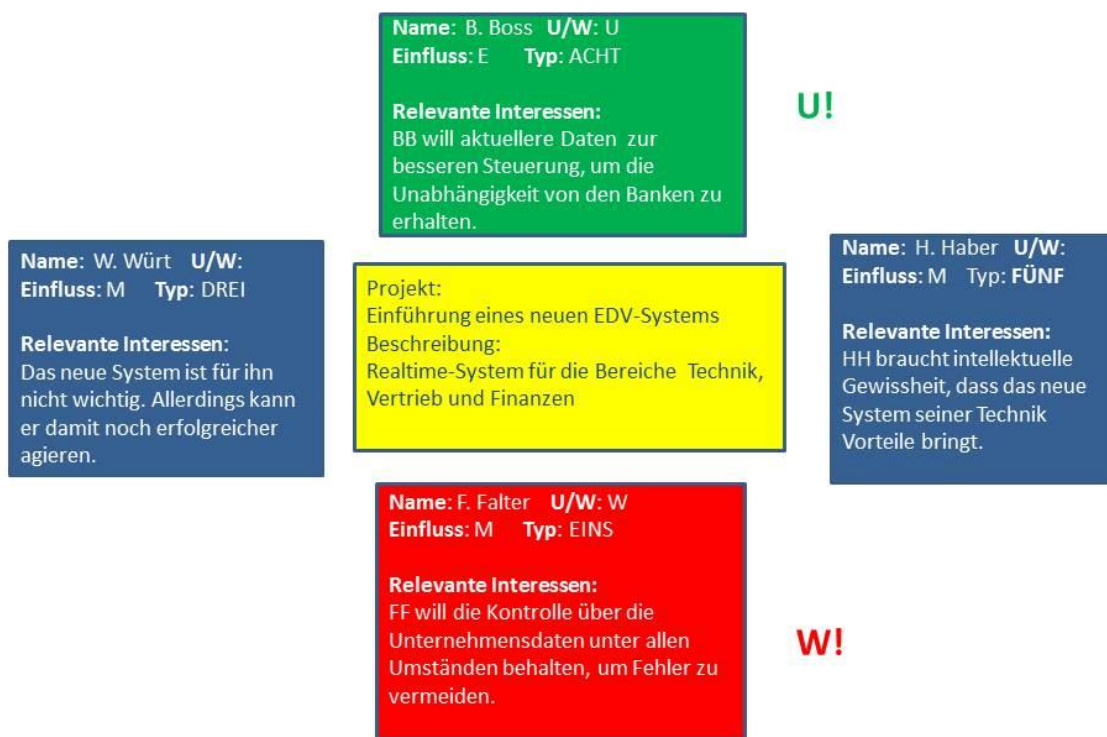 Name: B. Boss U/W: U
Einfluss: E Typ: ACHT
Relevante Interessen:
BB will aktuellere Daten zur
besseren Steuerung, um die
Unabhängigkeit von den Banken zu
erhalten.
U!
Name: W. Würt U/W:
Einfluss: M Typ: DREI
Relevante Interessen:
Das neue System ist für ihn
nicht wichtig. Allerdings kann
er damit noch erfolgreicher
agieren.
Projekt:
Einführung eines neuen EDV-Systems
Beschreibung:
Realtime-System für die Bereiche Technik,
Vertrieb und Finanzen
Name: H. Haber U/W:
Einfluss: M Typ: FÜNF
Relevante Interessen:
HH braucht intellektuelle
Gewissheit, dass das neue
System seiner Technik
Vorteile bringt.
Name: F. Falter U/W: W
Einfluss: M Typ: EINS
Relevante Interessen:
FF will die Kontrolle über die
Unternehmensdaten unter allen
Umständen behalten, um Fehler zu
vermeiden.
W!